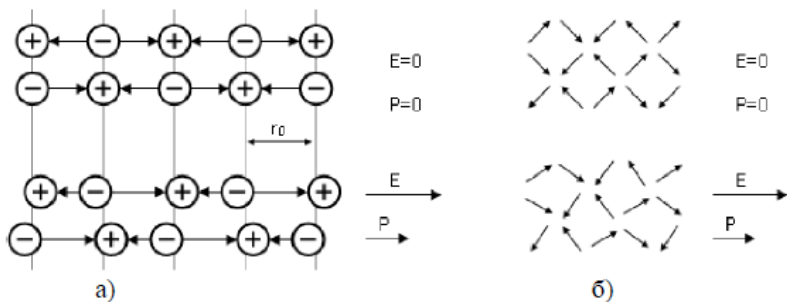 + − + − +
E=0
E=0
− + − + −
P=0
P=0
r₀
+ − + − +
E
E
− + − + −
P
P
а)
б)